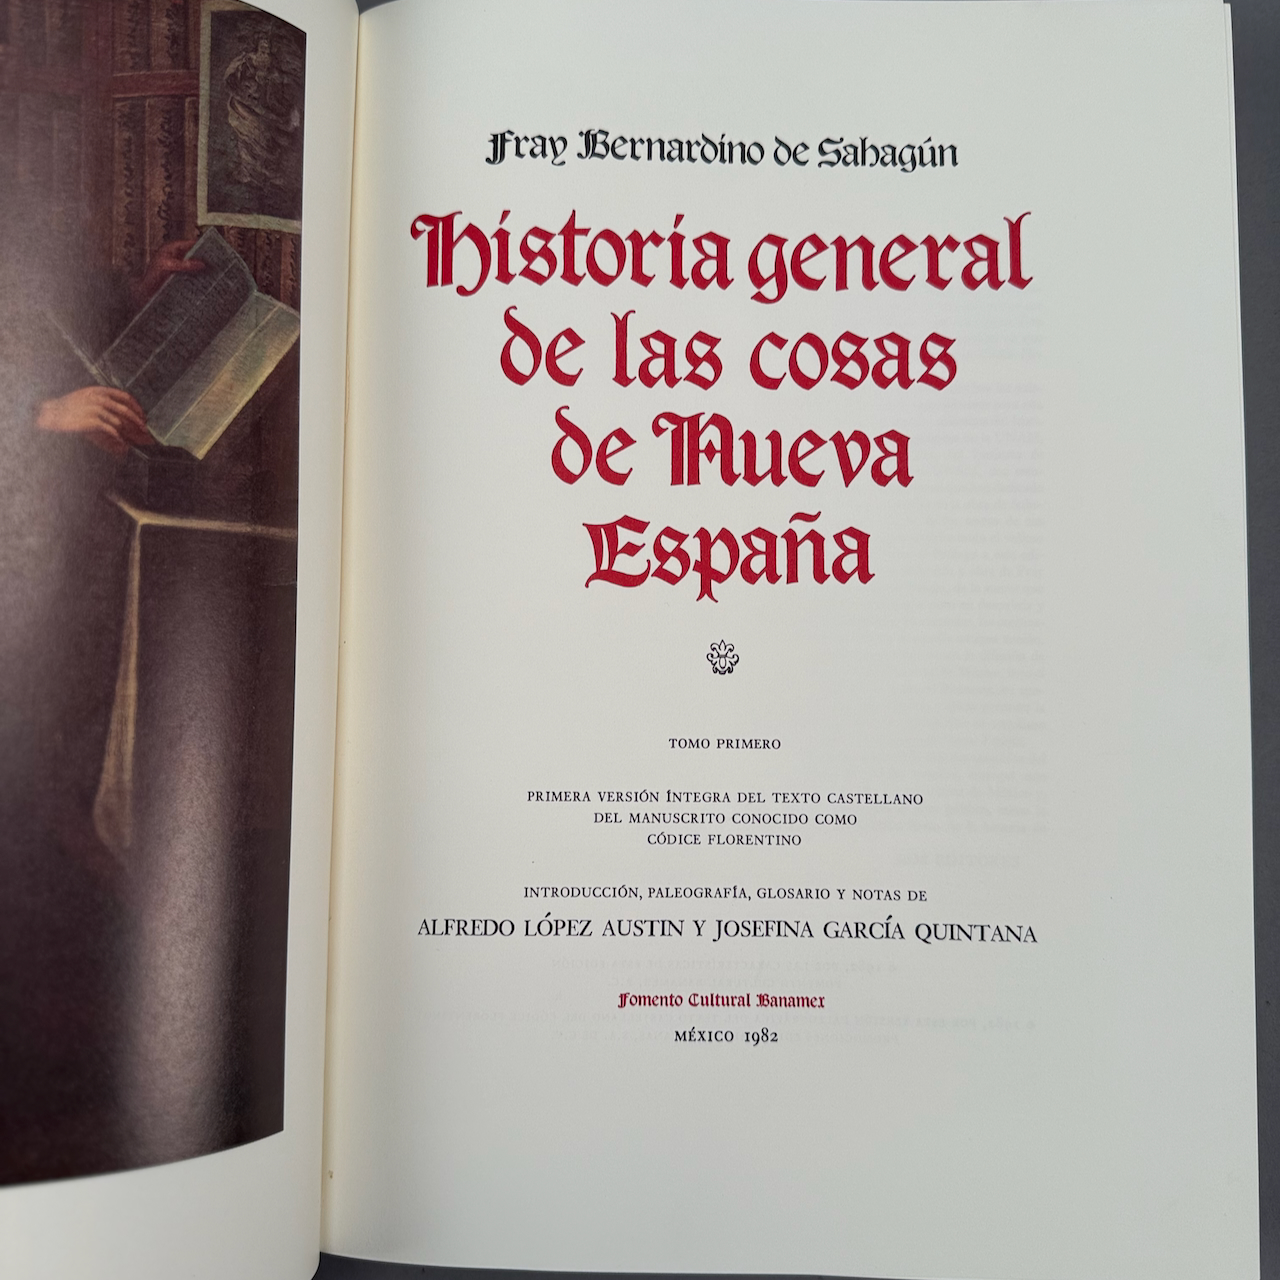 Fray Bernardino de Sahagún
Historia general
de las cosas
de Nueva
España
TOMO PRIMERO
PRIMERA VERSIÓN ÍNTEGRA DEL TEXTO CASTELLANO
DEL MANUSCRITO CONOCIDO COMO
CÓDICE FLORENTINO
INTRODUCCIÓN, PALEOGRAFÍA, GLOSARIO Y NOTAS DE
ALFREDO LÓPEZ AUSTIN Y JOSEFINA GARCÍA QUINTANA
Fomento Cultural Banamex
MÉXICO 1982